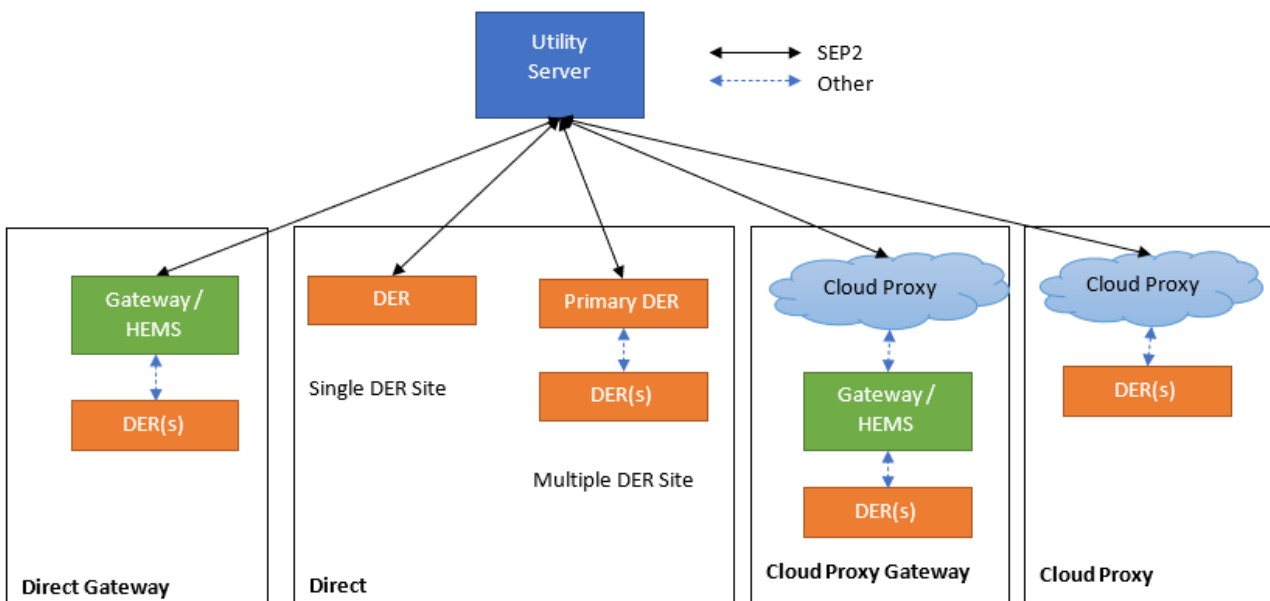 Utility
Server
SEP2
Other
Gateway /
HEMS
DER(s)
Direct Gateway
DER
Single DER Site
Primary DER
DER(s)
Multiple DER Site
Direct
Cloud Proxy
Gateway /
HEMS
DER(s)
Cloud Proxy Gateway
Cloud Proxy
DER(s)
Cloud Proxy